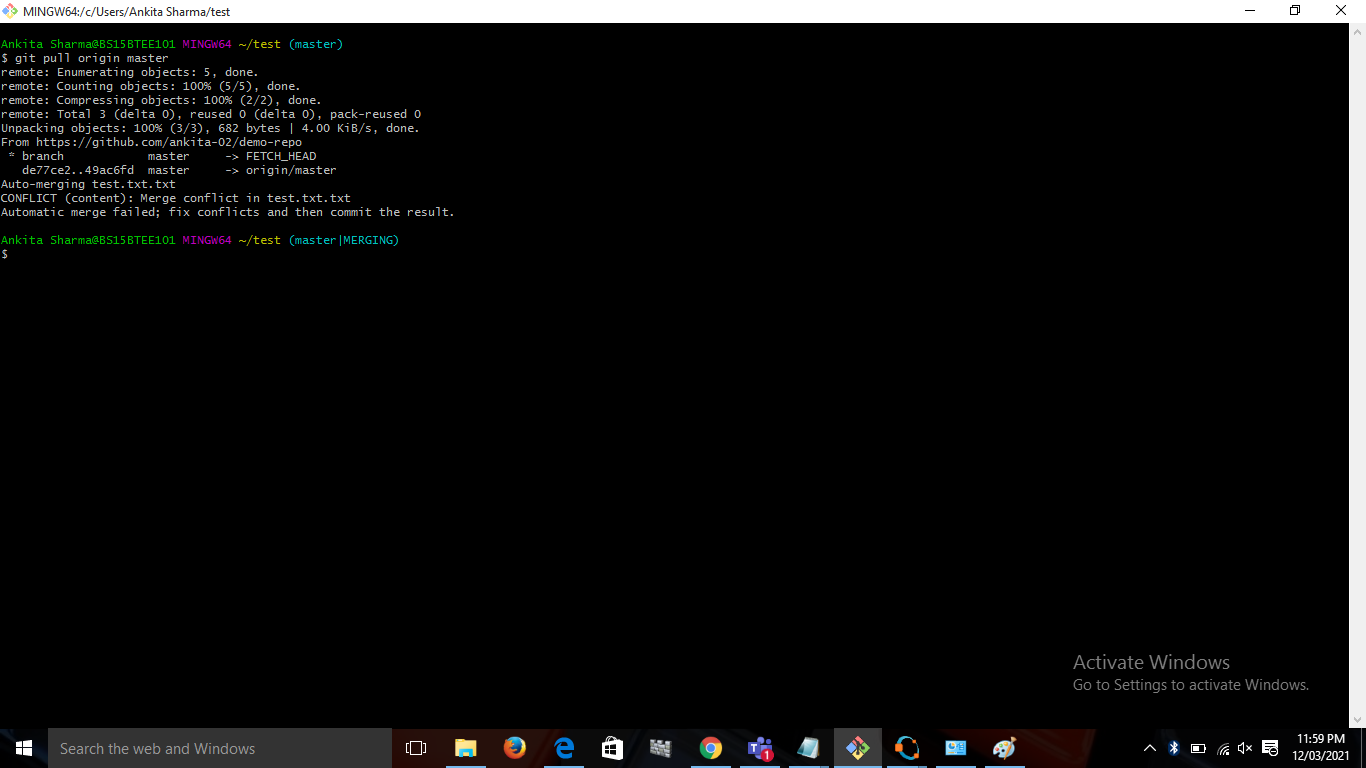 MINGW64:/c/Users/Ankita Sharma/test
Ankita Sharma@BS15BTEE101 MINGW64 ~/test (master)
$ git pull origin master
remote: Enumerating objects: 5, done.
remote: Counting objects: 100% (5/5), done.
remote: Compressing objects: 100% (2/2), done.
remote: Total 3 (delta 0), reused 0 (delta 0), pack-reused 0
Unpacking objects: 100% (3/3), 682 bytes | 4.00 KiB/s, done.
From https://github.com/ankita-02/demo-repo
 * branch            master     -> FETCH_HEAD
   de77ce2..49ac6fd  master     -> origin/master
Auto-merging test.txt.txt
CONFLICT (content): Merge conflict in test.txt.txt
Automatic merge failed; fix conflicts and then commit the result.
Ankita Sharma@BS15BTEE101 MINGW64 ~/test (master|MERGING)
$
Activate Windows
Go to Settings to activate Windows.
Search the web and Windows
1
11:59 PM
12/03/2021